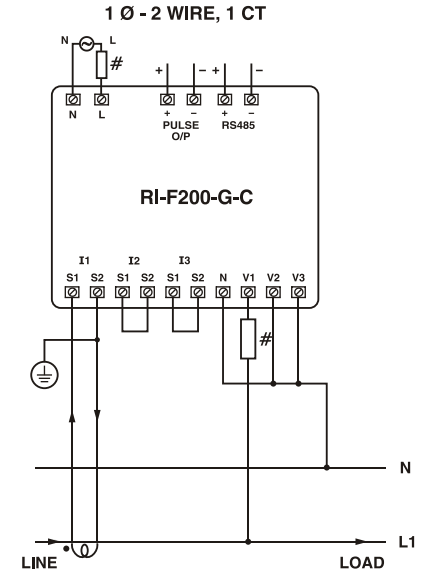 1 Ø - 2 WIRE, 1 CT
N L
#
+ - + -
N L + - + -
PULSE O/P RS485
RI-F200-G-C
I1 I2 I3
S1 S2 S1 S2 S1 S2 N V1 V2 V3
#
N
L1
LINE LOAD